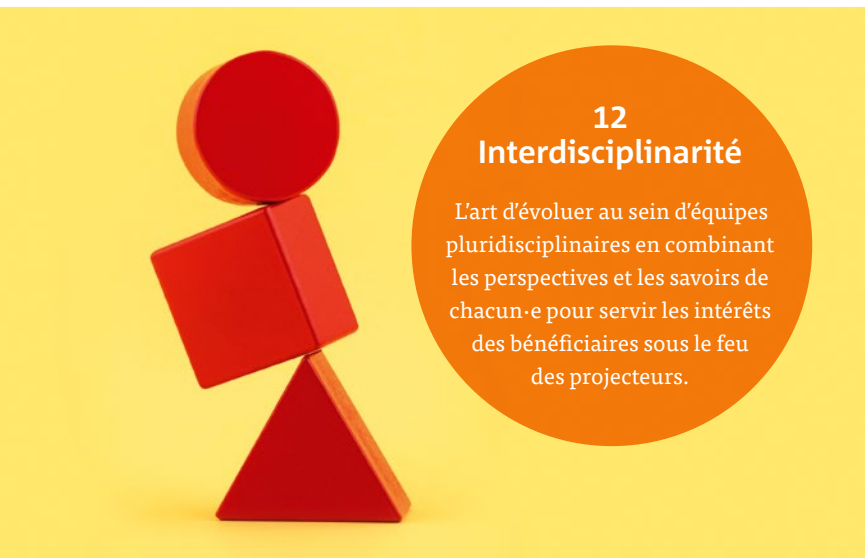 12
Interdisciplinarité
L'art d'évoluer au sein d'équipes
pluridisciplinaires en combinant
les perspectives et les savoirs de
chacun·e pour servir les intérêts
des bénéficiaires sous le feu
des projecteurs.